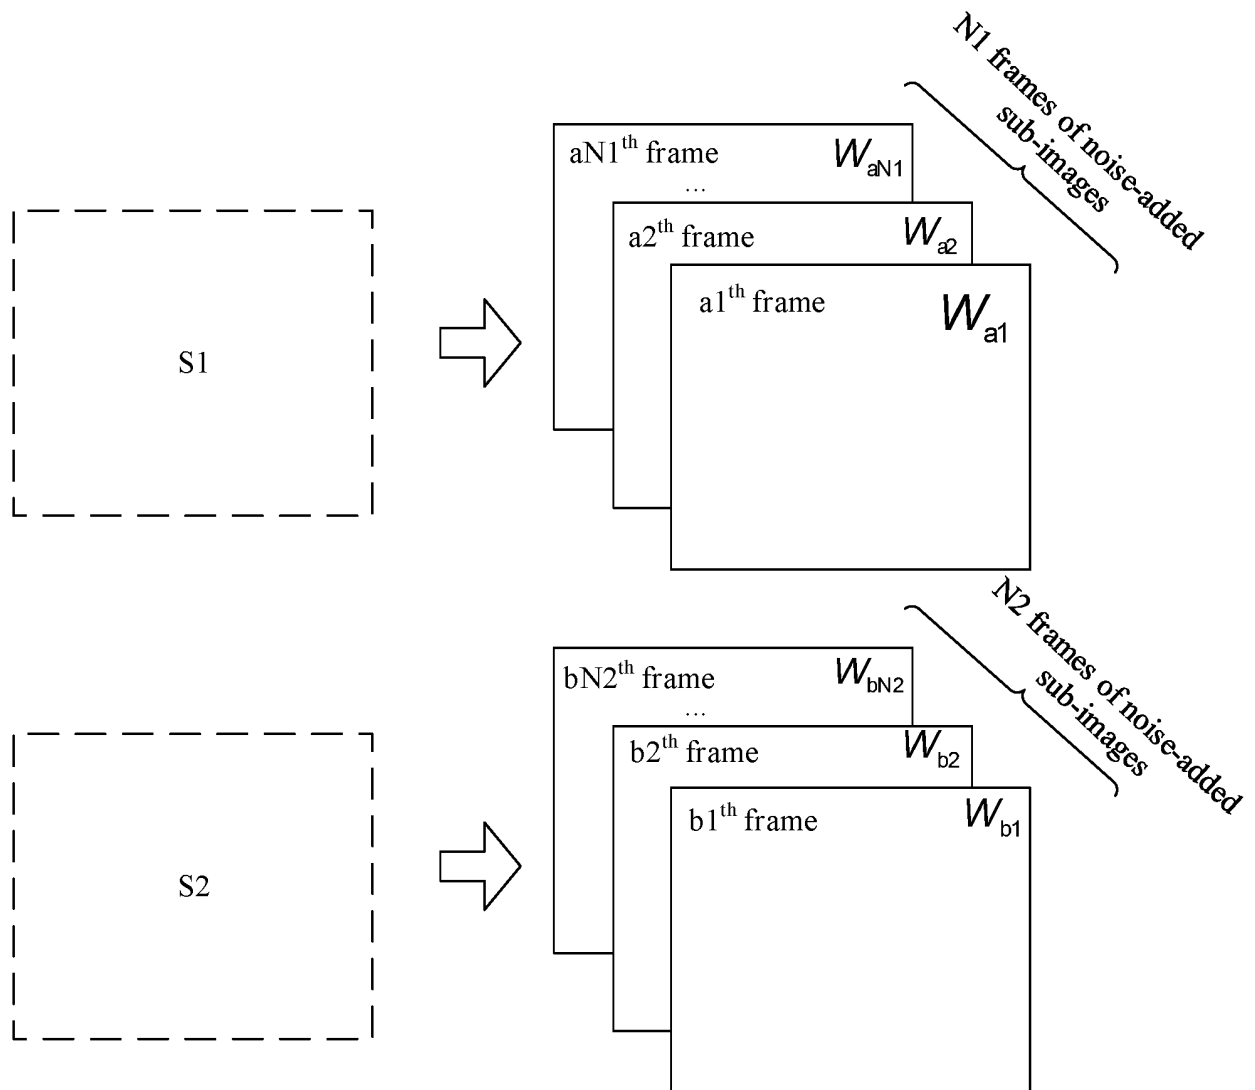 N1 frames of noise-added
sub-images
aN1th frame
WaN1
...
a2th frame
Wa2
a1th frame
Wa1
S1
N2 frames of noise-added
sub-images
bN2th frame
WbN2
...
b2th frame
Wb2
b1th frame
Wb1
S2